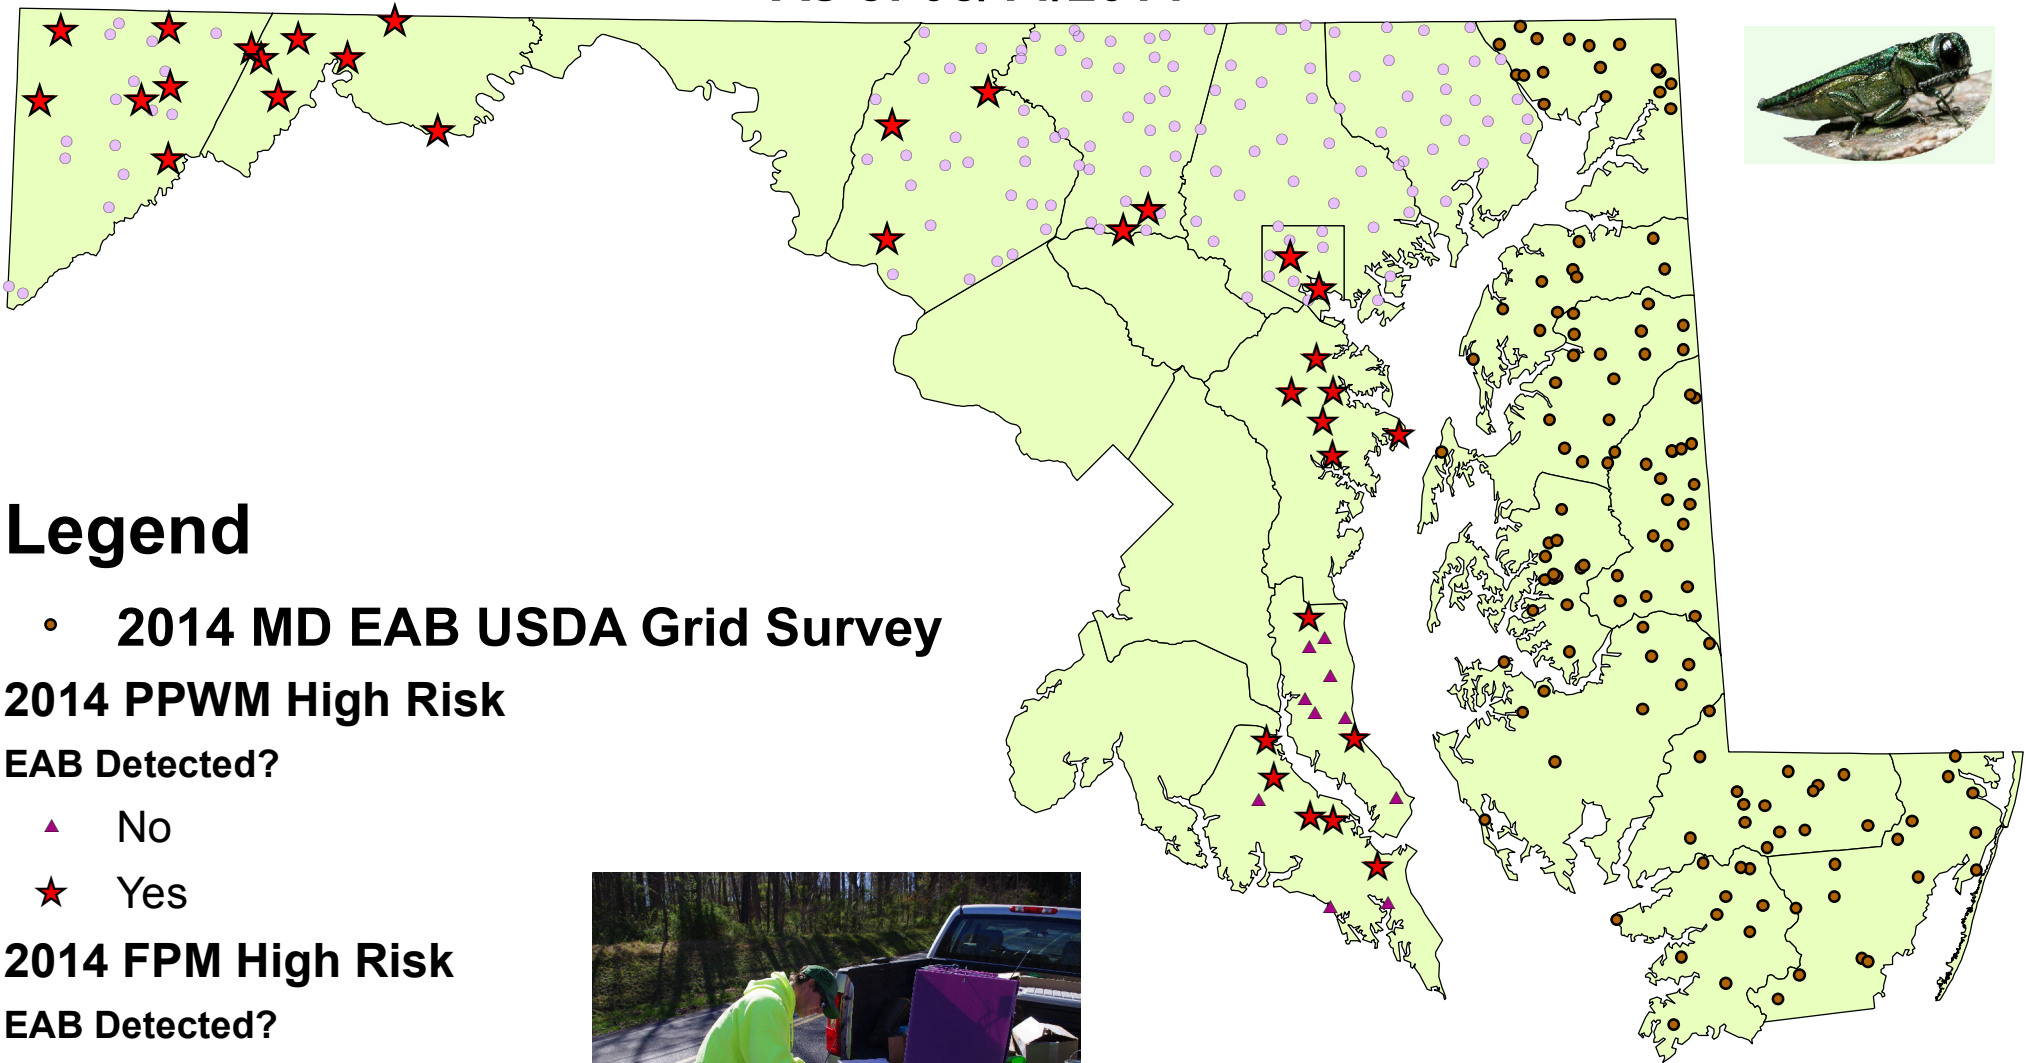 Legend
2014 MD EAB USDA Grid Survey
2014 PPWM High Risk
EAB Detected?
No
Yes
2014 FPM High Risk
EAB Detected?